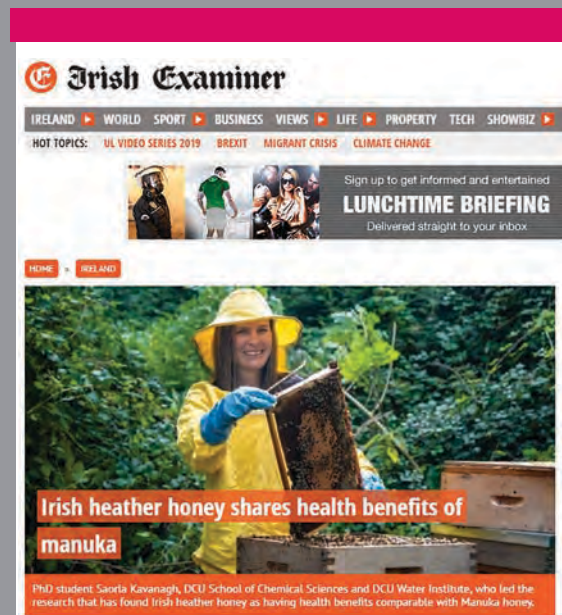 Irish Examiner
IRELAND WORLD SPORT BUSINESS VIEWS LIFE PROPERTY TECH SHOWBIZ
HOT TOPICS: UL VIDEO SERIES 2019 BREXIT MIGRANT CRISIS CLIMATE CHANGE
Sign up to get informed and entertained
LUNCHTIME BRIEFING
Delivered straight to your inbox
HOME » IRELAND
Irish heather honey shares health benefits of
manuka
PhD student Saorla Kavanagh, DCU School of Chemical Sciences and DCU Water Institute, who led the
research that has found Irish heather honey as having health benefits comparable with Manuka honey.